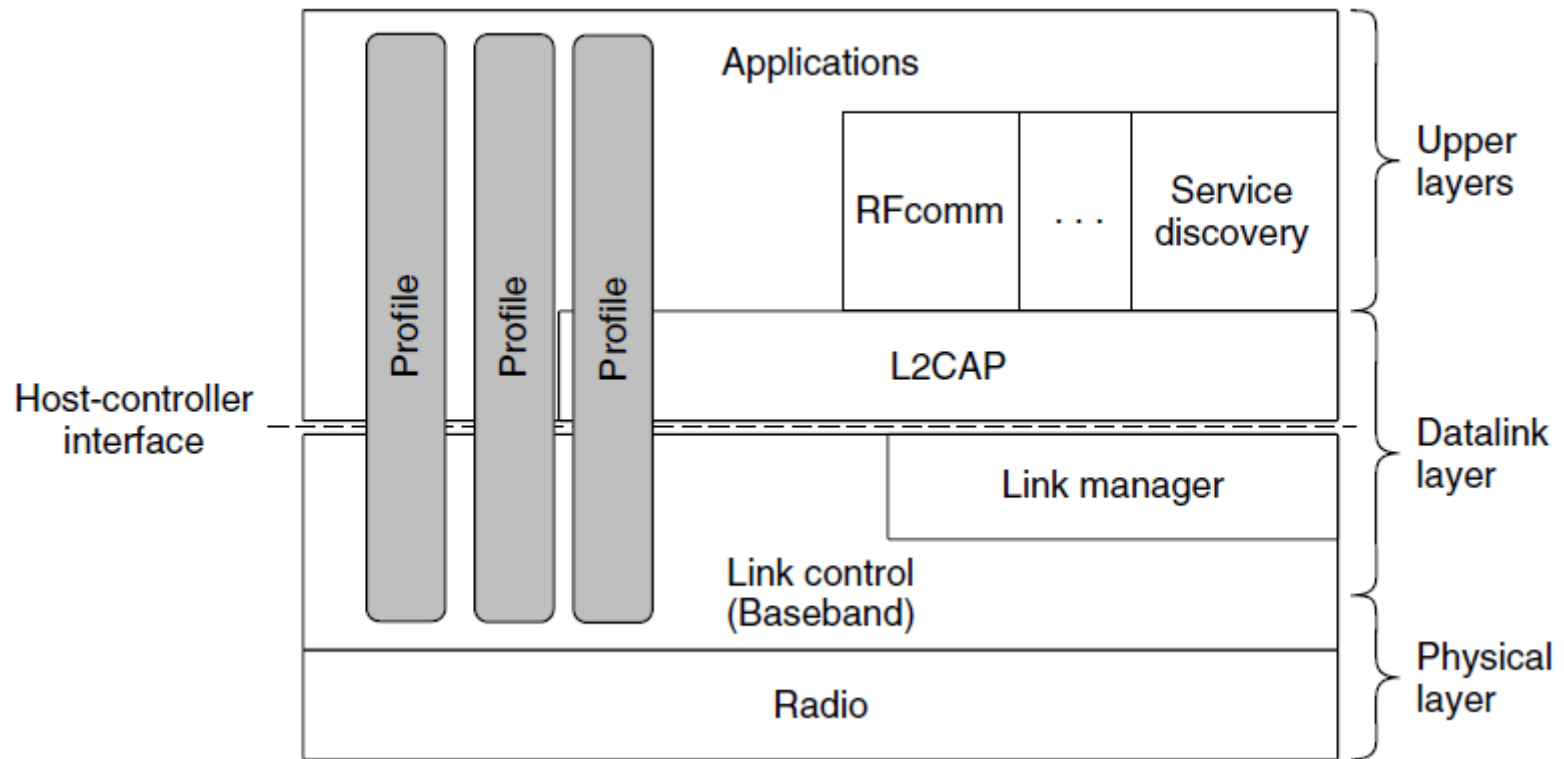 Applications
Upper
layers
RFcomm
. . .
Service
discovery
Profile
Profile
Profile
L2CAP
Host-controller
interface
Datalink
layer
Link manager
Link control
(Baseband)
Physical
layer
Radio